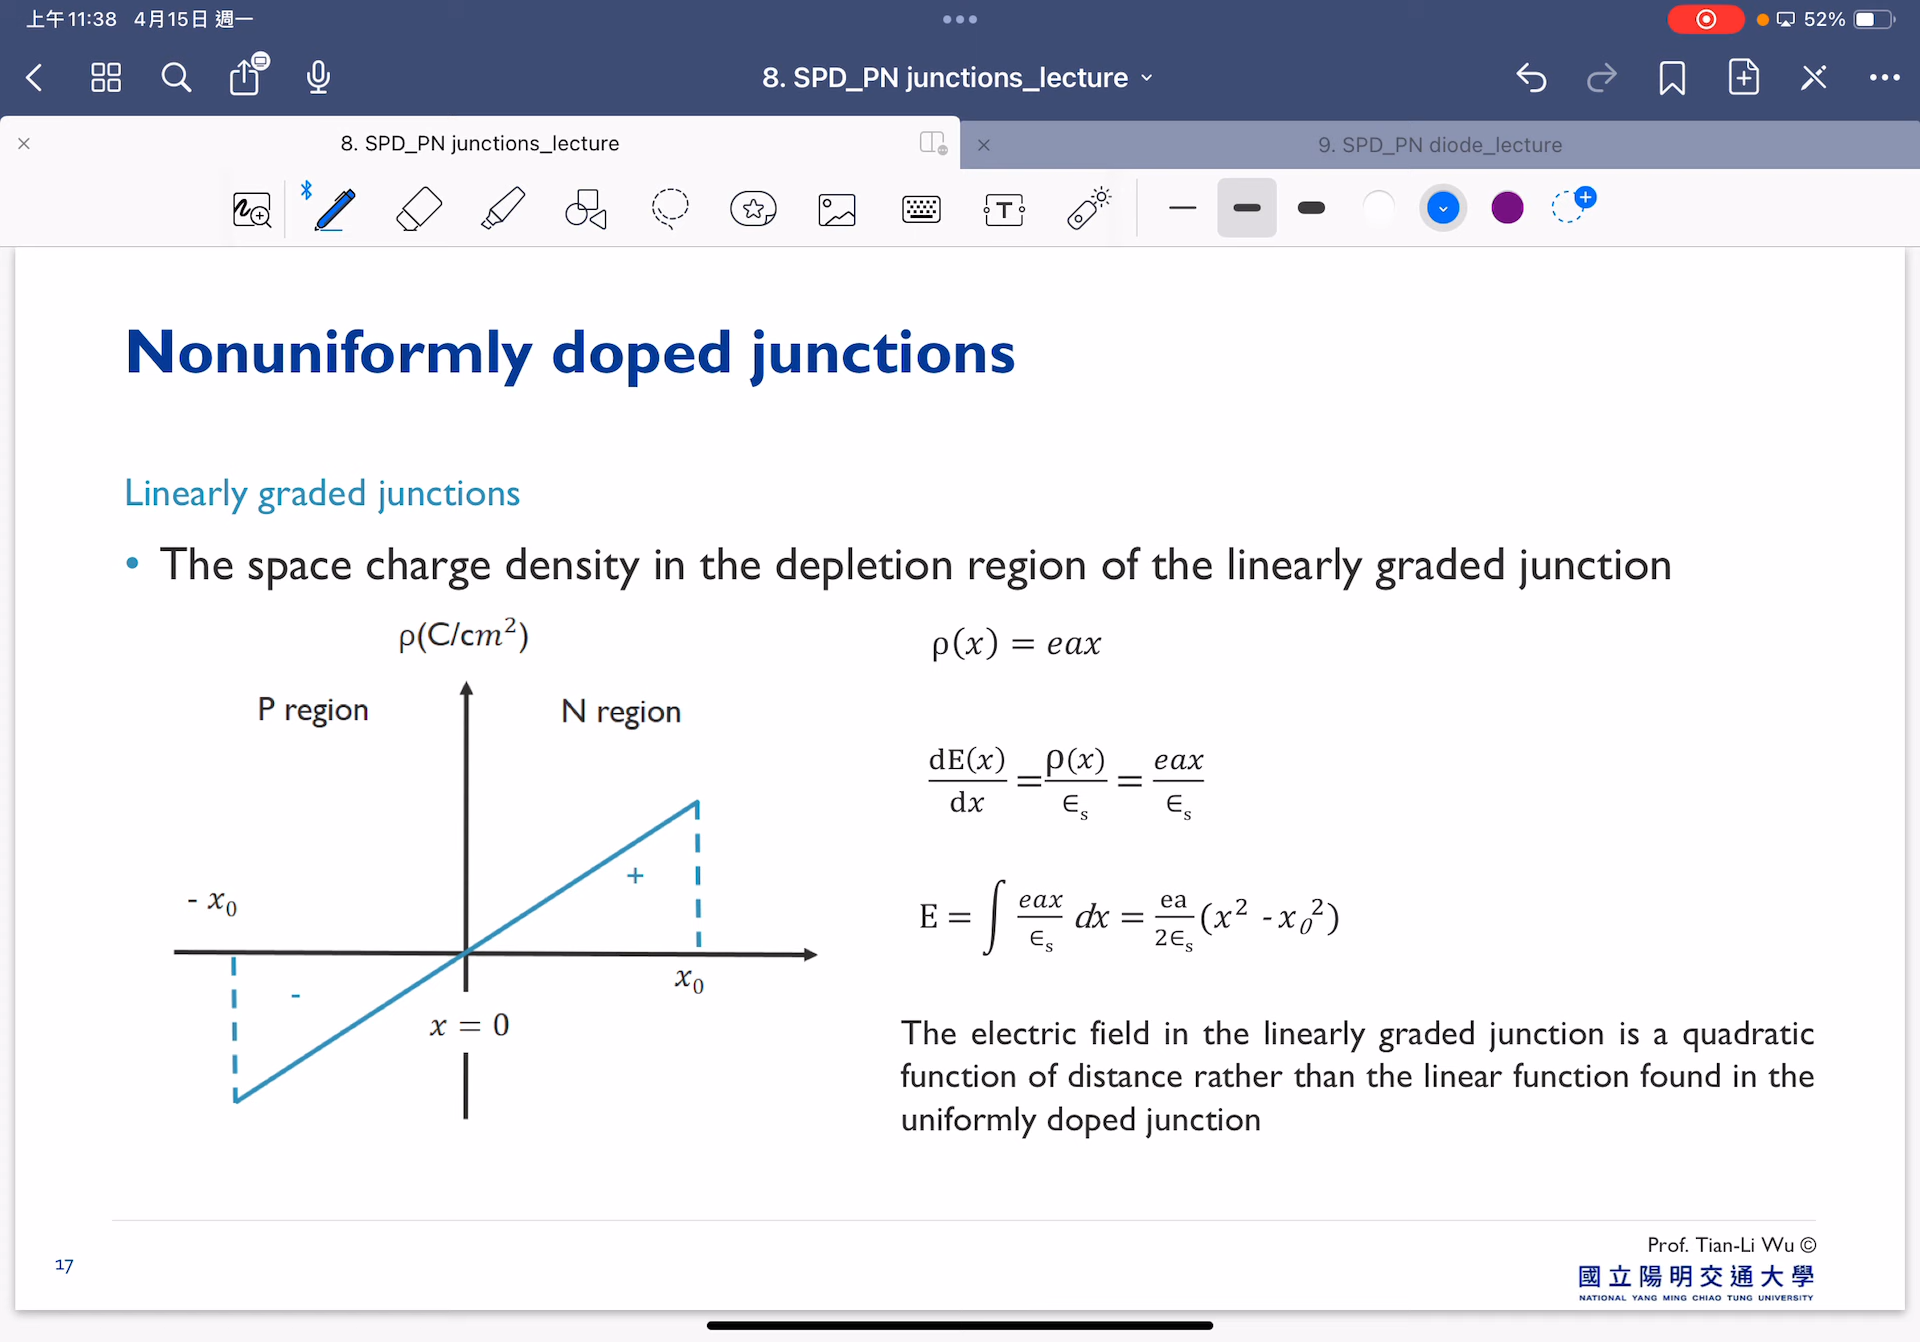 上午11:38 4月15日 週一
52%
8. SPD_PN junctions_lecture
8. SPD_PN junctions_lecture
9. SPD_PN diode_lecture
T
Nonuniformly doped junctions
Linearly graded junctions
• The space charge density in the depletion region of the linearly graded junction
ρ(C/cm²)
P region
N region
+
- x₀
-
x₀
x = 0
ρ(x) = eax
dE(x)/dx = ρ(x)/∈s = eax/∈s
E = ∫ eax/∈s dx = ea/2∈s (x² - x₀²)
The electric field in the linearly graded junction is a quadratic
function of distance rather than the linear function found in the
uniformly doped junction
17
Prof. Tian-Li Wu ©
國立陽明交通大學
NATIONAL YANG MING CHIAO TUNG UNIVERSITY